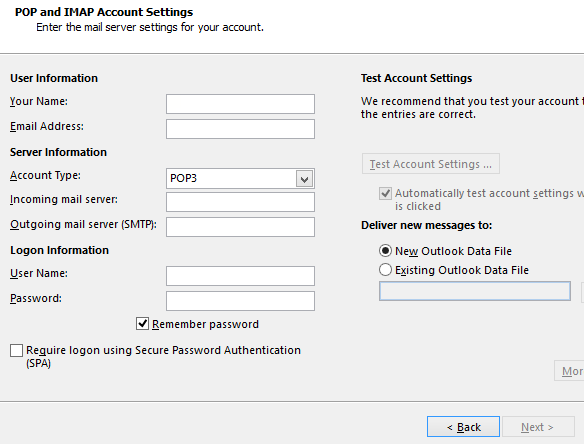 POP and IMAP Account Settings
Enter the mail server settings for your account.
User Information
Your Name:
Email Address:
Server Information
Account Type:
POP3
Incoming mail server:
Outgoing mail server (SMTP):
Logon Information
User Name:
Password:
Remember password
Require logon using Secure Password Authentication
(SPA)
Test Account Settings
We recommend that you test your account
the entries are correct.
Test Account Settings ...
Automatically test account settings
is clicked
Deliver new messages to:
New Outlook Data File
Existing Outlook Data File
Mor
< Back
Next >